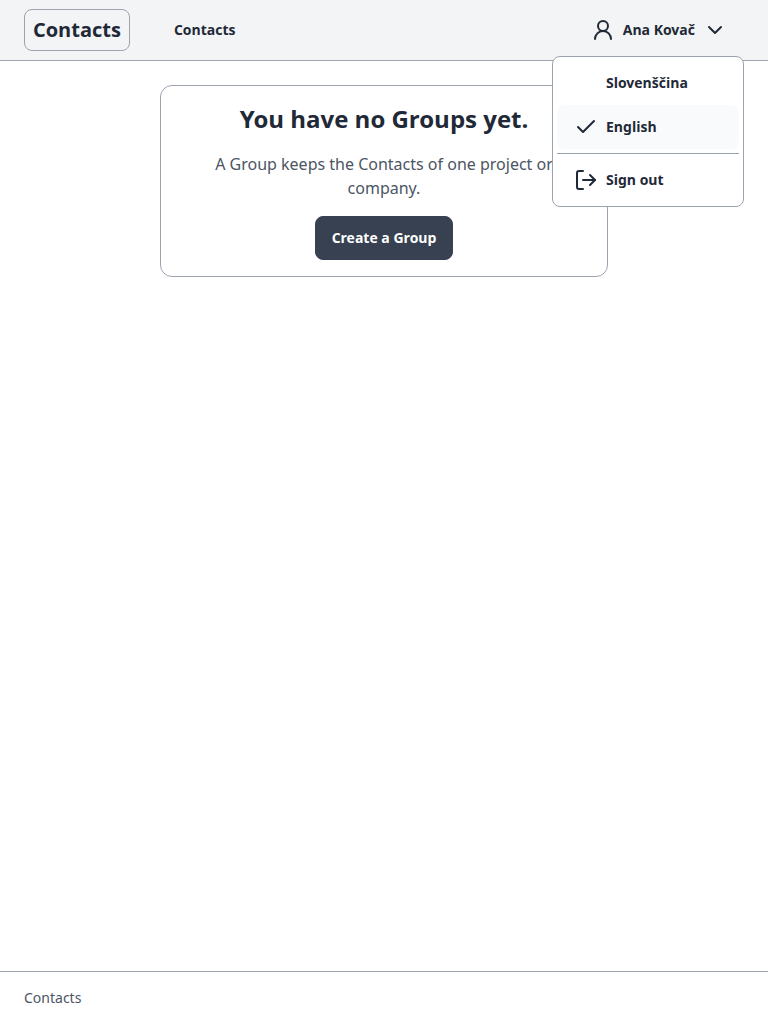 Contacts
Contacts
Ana Kovač
Slovenščina
English
Sign out
You have no Groups yet.
A Group keeps the Contacts of one project or
company.
Create a Group
Contacts